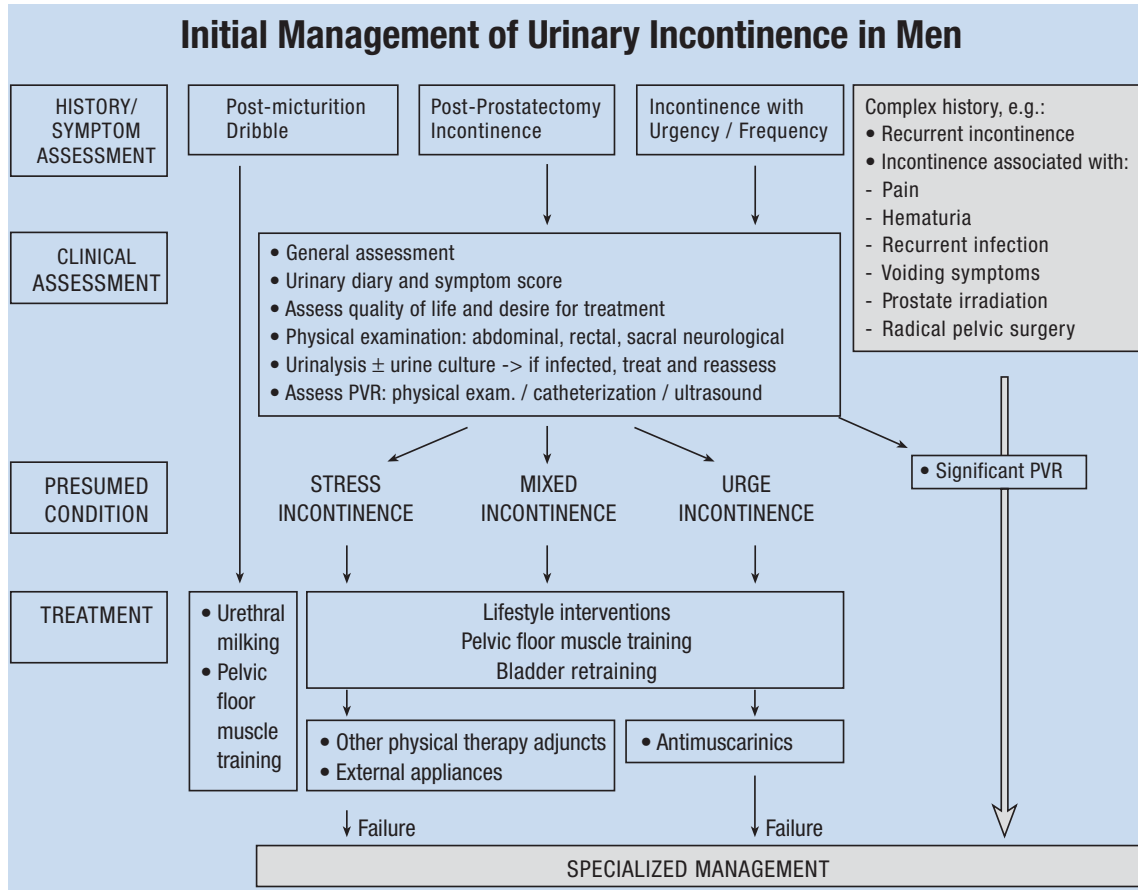 Initial Management of Urinary Incontinence in Men
HISTORY/
SYMPTOM
ASSESSMENT
Post-micturition
Dribble
Post-Prostatectomy
Incontinence
Incontinence with
Urgency / Frequency
Complex history, e.g.:
• Recurrent incontinence
• Incontinence associated with:
- Pain
- Hematuria
- Recurrent infection
- Voiding symptoms
- Prostate irradiation
- Radical pelvic surgery
CLINICAL
ASSESSMENT
• General assessment
• Urinary diary and symptom score
• Assess quality of life and desire for treatment
• Physical examination: abdominal, rectal, sacral neurological
• Urinalysis ± urine culture -> if infected, treat and reassess
• Assess PVR: physical exam. / catheterization / ultrasound
PRESUMED
CONDITION
STRESS
INCONTINENCE
MIXED
INCONTINENCE
URGE
INCONTINENCE
• Significant PVR
TREATMENT
• Urethral
milking
• Pelvic
floor
muscle
training
Lifestyle interventions
Pelvic floor muscle training
Bladder retraining
• Other physical therapy adjuncts
• External appliances
• Antimuscarinics
Failure
Failure
SPECIALIZED MANAGEMENT